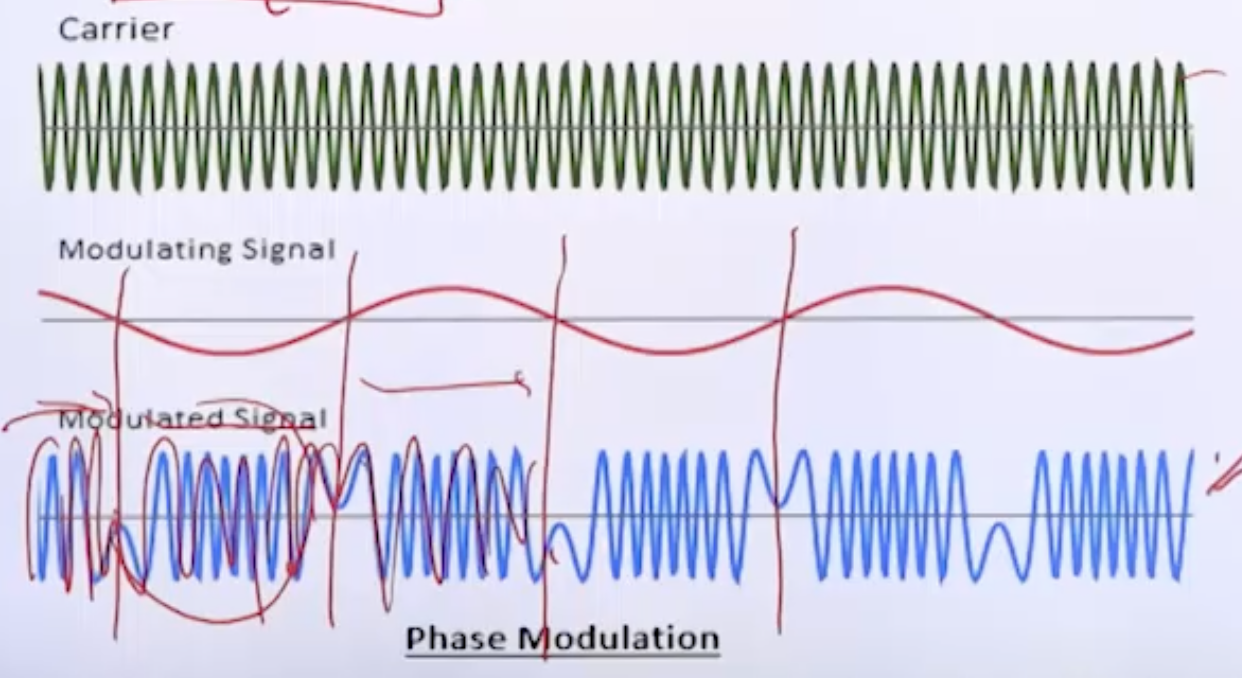 Carrier
Modulating Signal
Modulated Signal
Phase Modulation